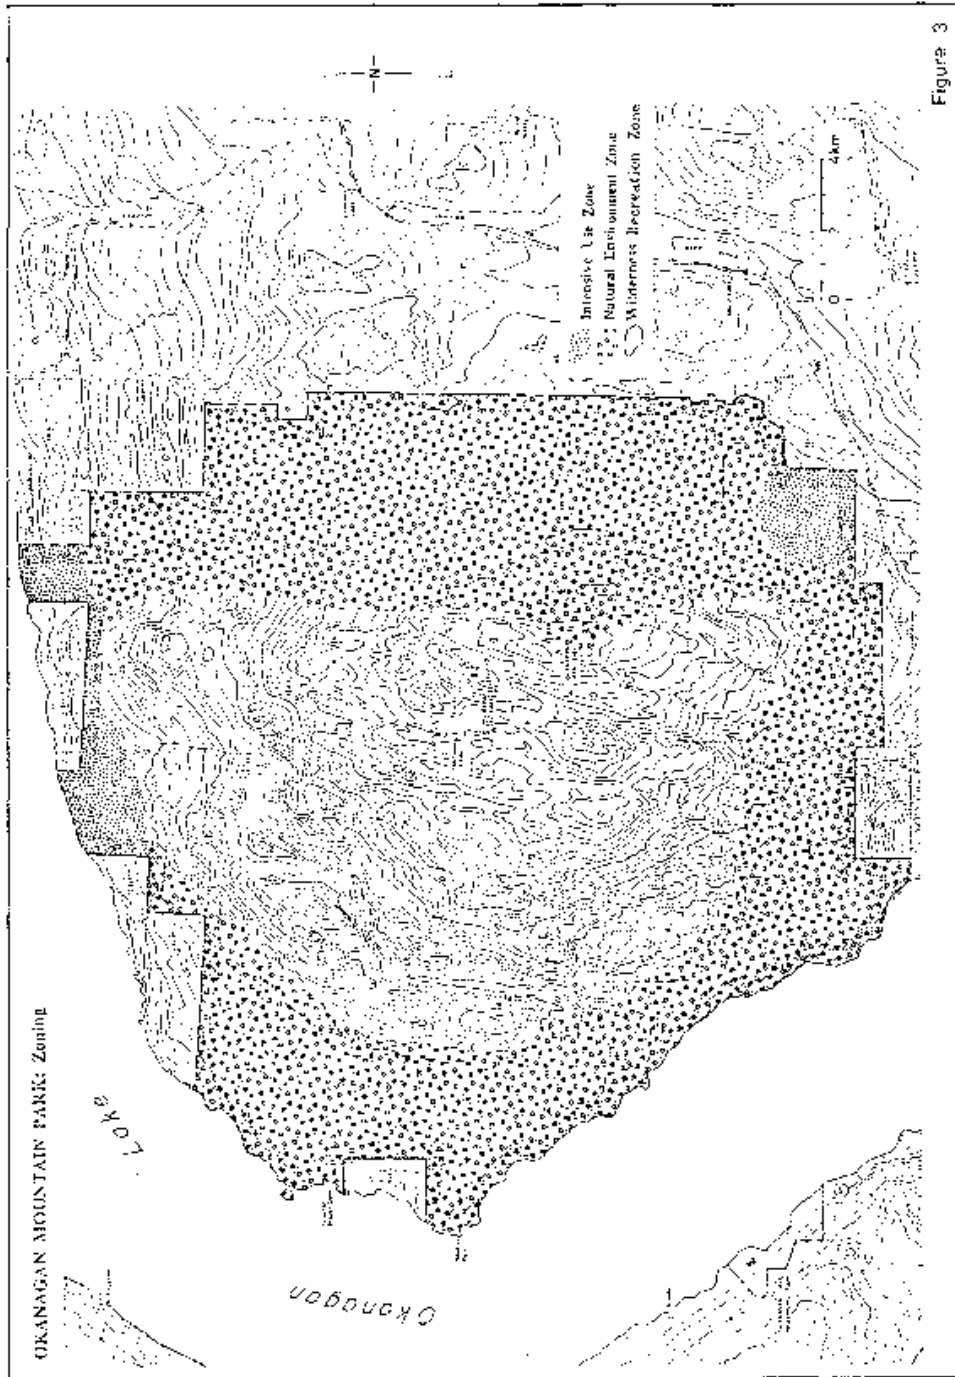 OKANAGAN MOUNTAIN PARK: Zoning
Lake
Okanagan
N
Intensive Use Zone
Natural Environment Zone
Wilderness Recreation Zone
0
4km
Figure 3